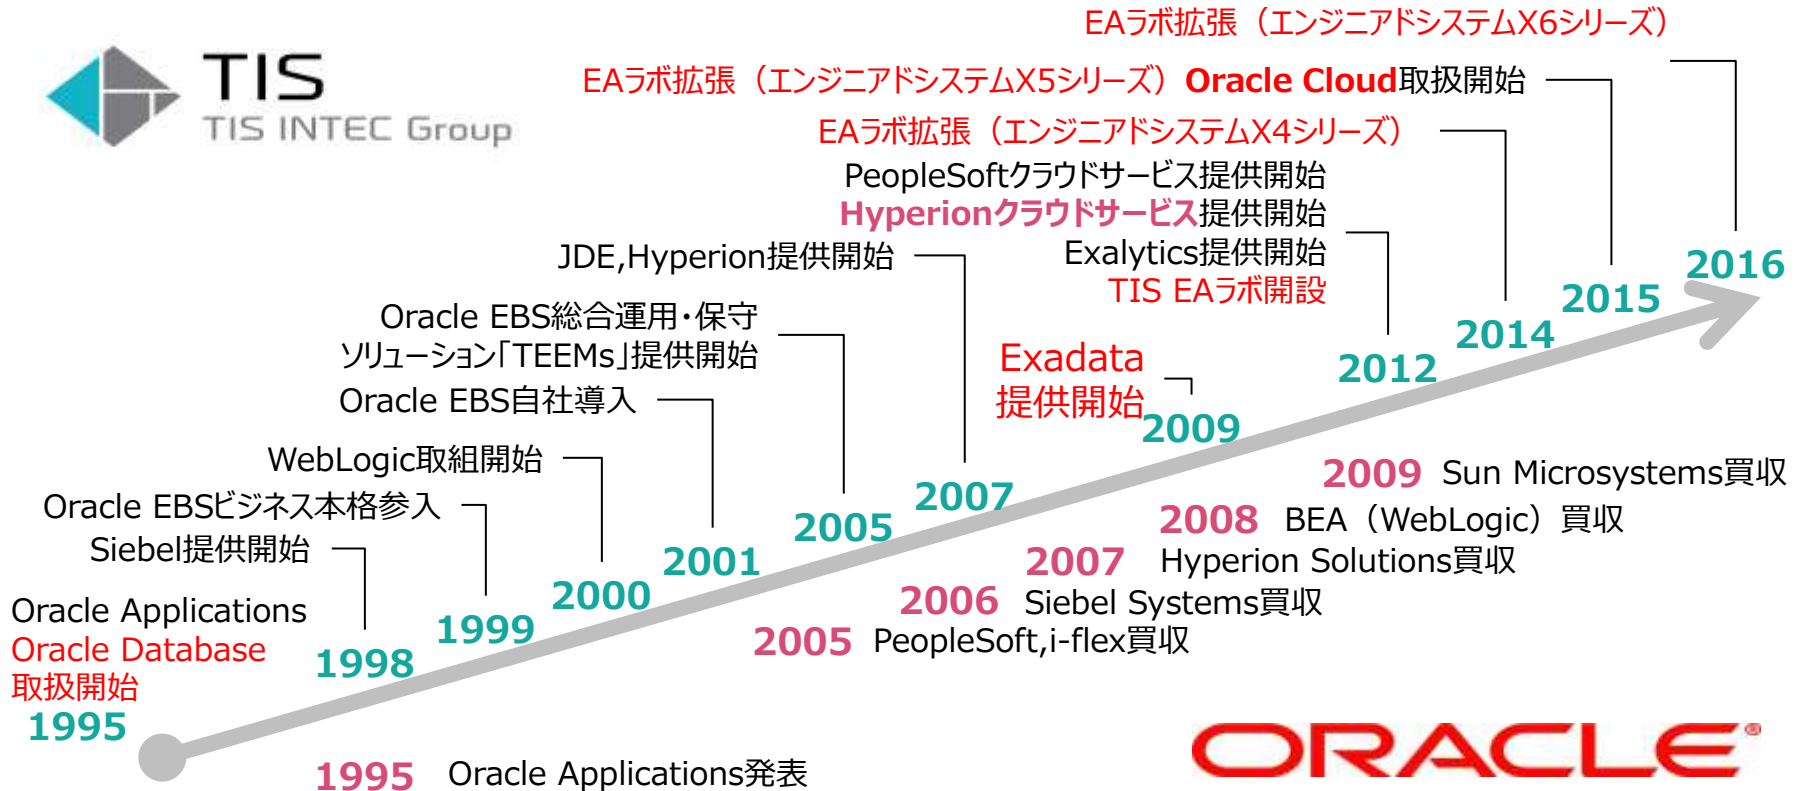 EAラボ拡張（エンジニアドシステムX6シリーズ）
TIS
TIS INTEC Group
EAラボ拡張（エンジニアドシステムX5シリーズ）Oracle Cloud取扱開始
EAラボ拡張（エンジニアドシステムX4シリーズ）
PeopleSoftクラウドサービス提供開始
Hyperionクラウドサービス提供開始
Exalytics提供開始
TIS EAラボ開設
JDE,Hyperion提供開始
Oracle EBS総合運用・保守
ソリューション「TEEMs」提供開始
Oracle EBS自社導入
WebLogic取組開始
Oracle EBSビジネス本格参入
Siebel提供開始
Oracle Applications
Oracle Database
取扱開始
Exadata
提供開始
1995
1998
1999
2000
2001
2005
2007
2009
2012
2014
2015
2016
2009 Sun Microsystems買収
2008 BEA（WebLogic）買収
2007 Hyperion Solutions買収
2006 Siebel Systems買収
2005 PeopleSoft,i-flex買収
1995 Oracle Applications発表
ORACLE®